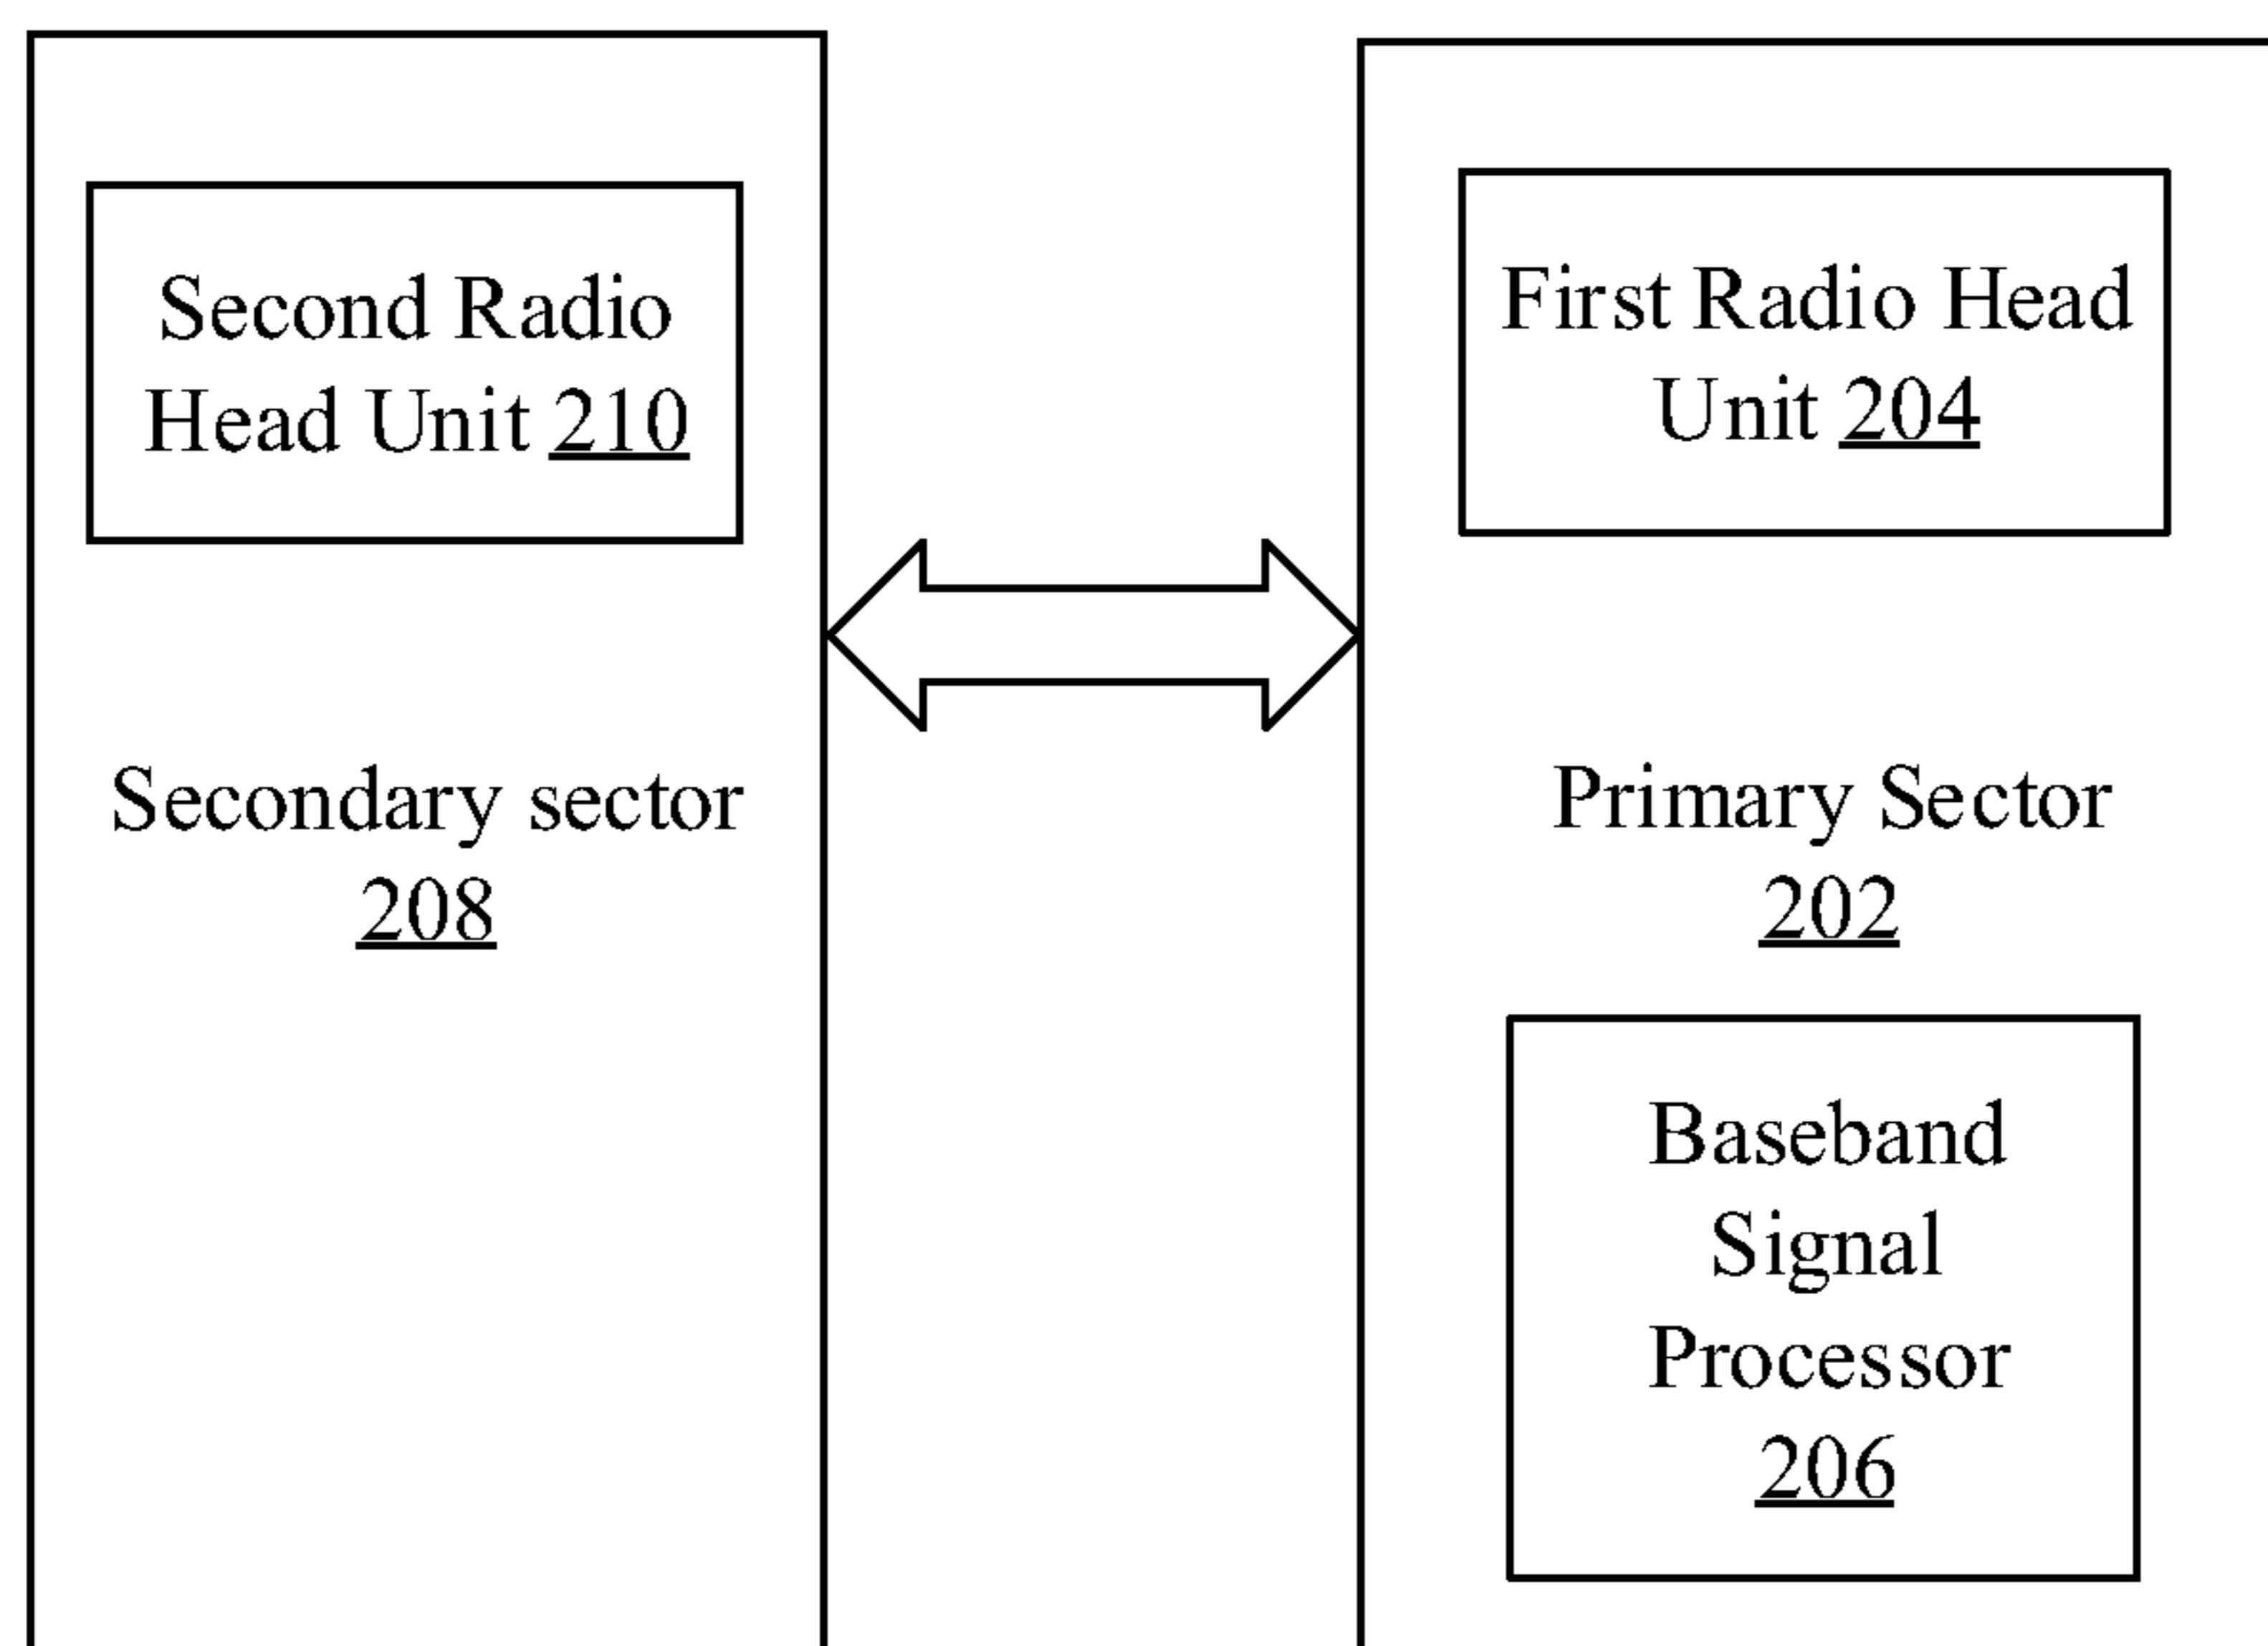 Second Radio
Head Unit 210
Secondary sector
208
First Radio Head
Unit 204
Primary Sector
202
Baseband
Signal
Processor
206